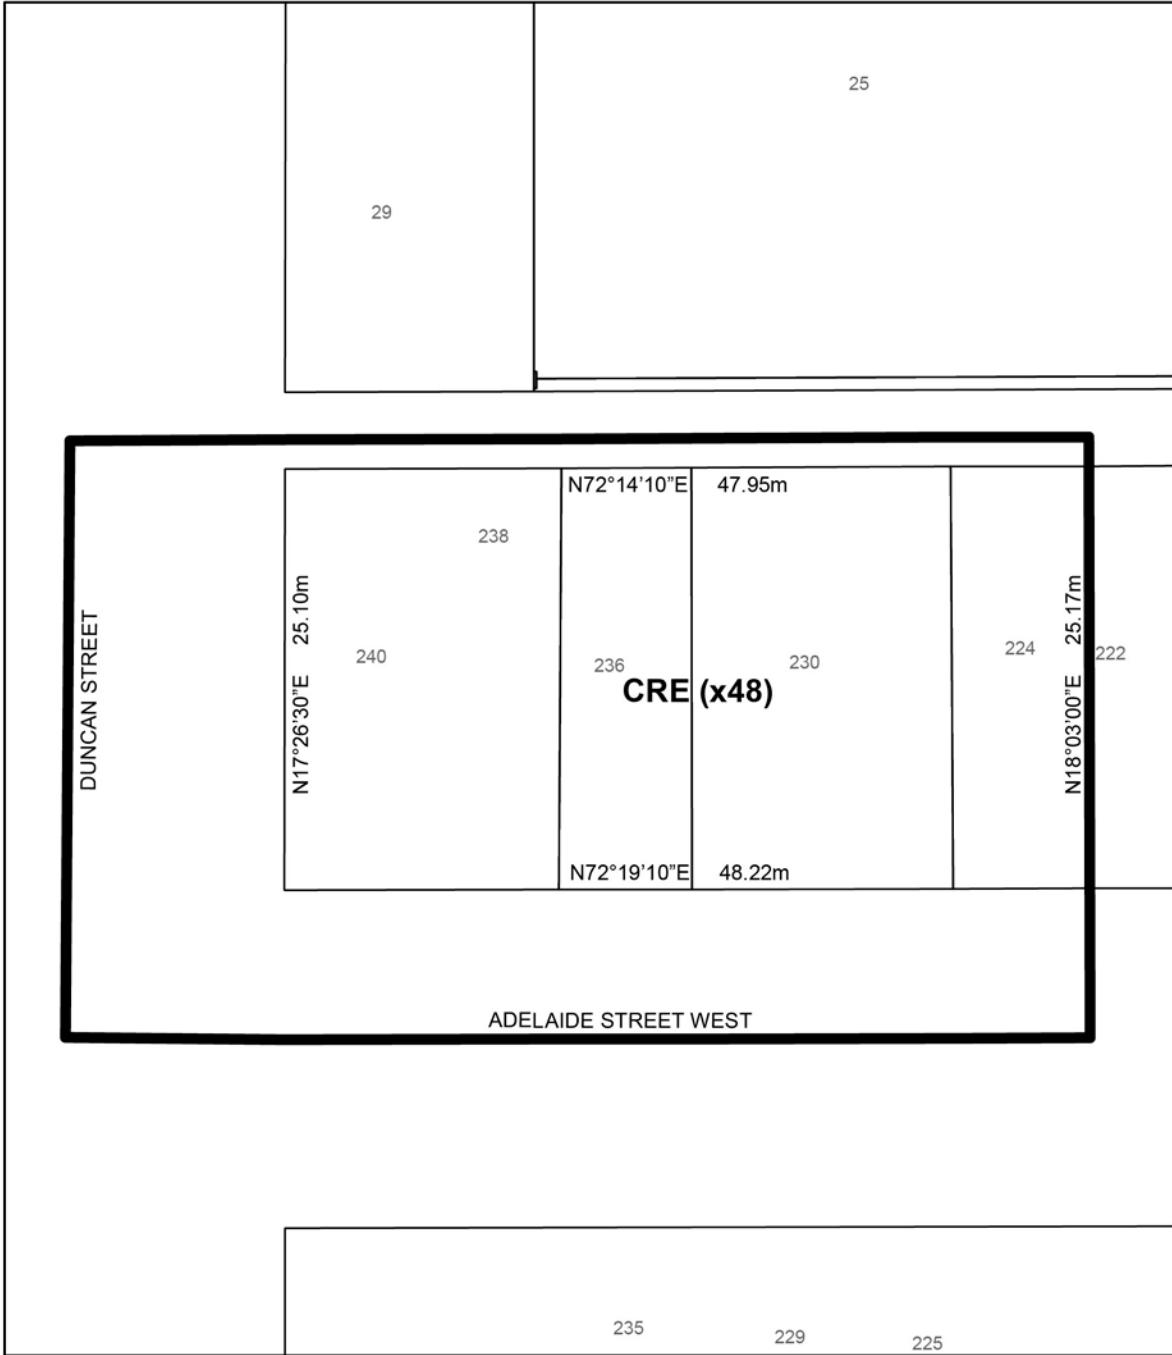 25
29
N72°14'10"E 47.95m
238
N17°26'30"E 25.10m
DUNCAN STREET
240
236
230
224
222
N18°03'00"E 25.17m
CRE (x48)
N72°19'10"E 48.22m
ADELAIDE STREET WEST
235
229
225